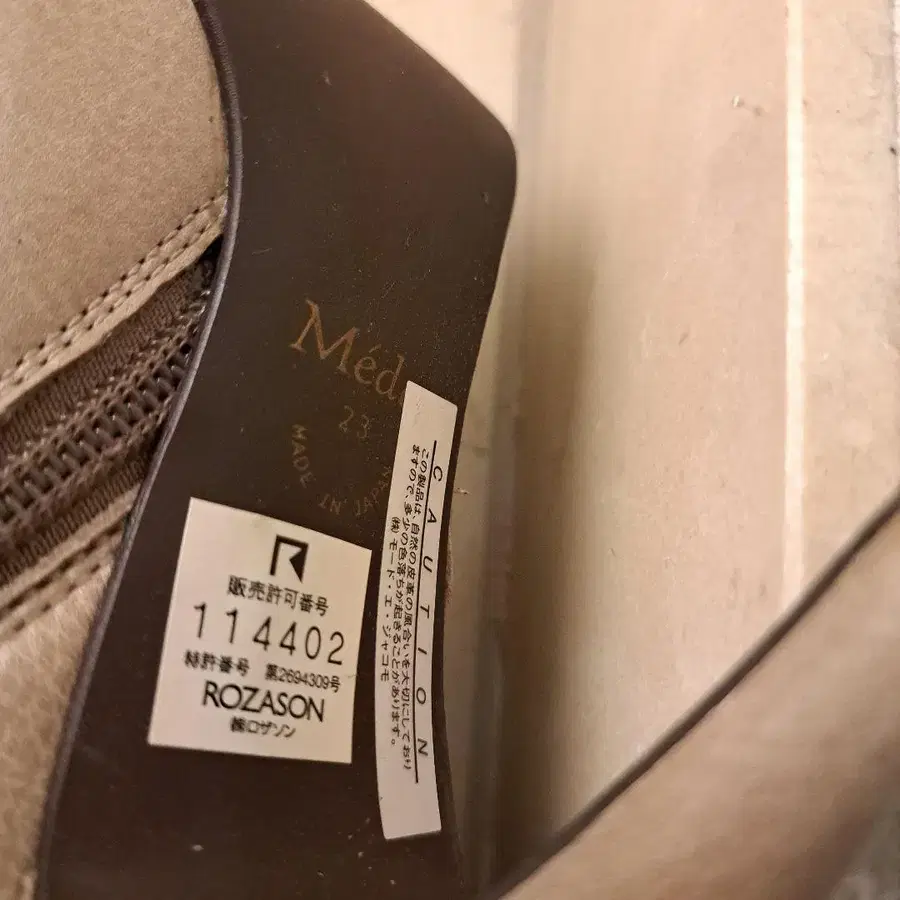 Méd
23
MADE IN JAPAN
CAUTION
この製品は、自然の皮革の風合いを大切にしており
ますので、多少の色落ちが起きることがあります。
㈱モード・エ・ジャコモ
R
販売許可番号
114402
特許番号 第2694309号
ROZASON
㈱ロザソン